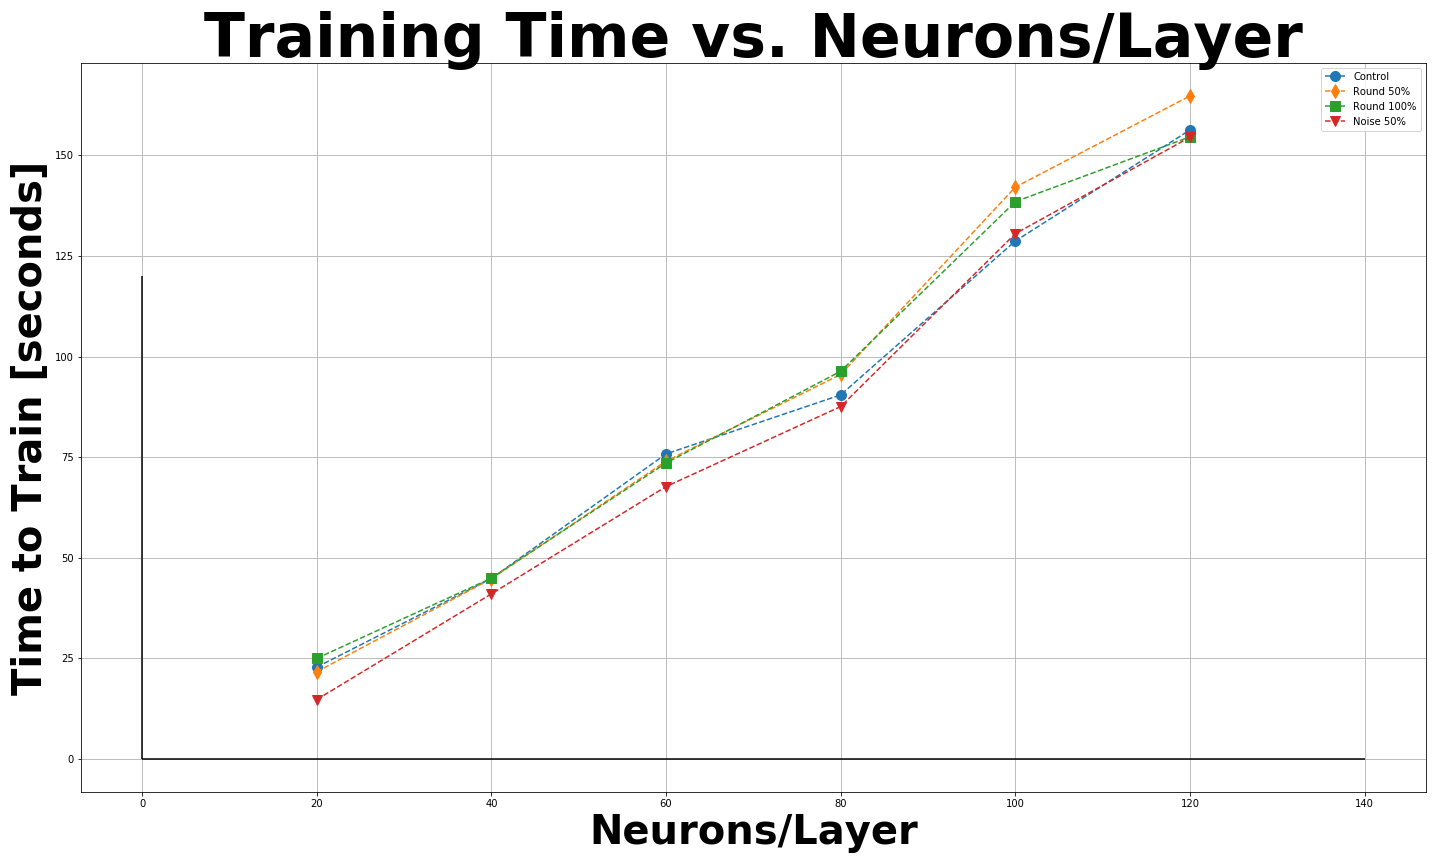 Training Time vs. Neurons/Layer
Control
Round 50%
Round 100%
Noise 50%
Time to Train [seconds]
150
125
100
75
50
25
0
0 20 40 60 80 100 120 140
Neurons/Layer